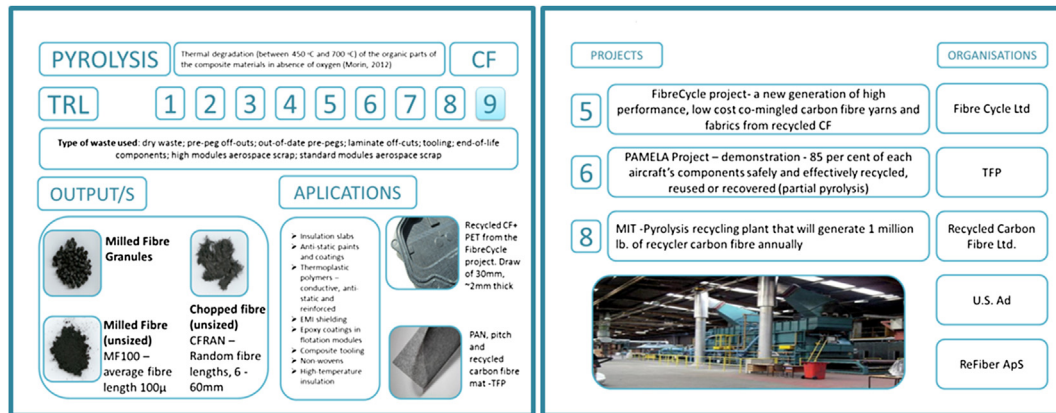 PYROLYSIS
Thermal degradation (between 450 °C and 700 °C) of the organic parts of
the composite materials in absence of oxygen (Morin, 2012)
CF
TRL
1 2 3 4 5 6 7 8 9
Type of waste used: dry waste; pre-peg off-outs; out-of-date pre-pegs; laminate off-cuts; tooling; end-of-life
components; high modules aerospace scrap; standard modules aerospace scrap
OUTPUT/S
Milled Fibre
Granules
Milled Fibre
(unsized)
MF100 –
average fibre
length 100µ
Chopped fibre
(unsized)
CFRAN –
Random fibre
lengths, 6 -
60mm
APLICATIONS
➢ Insulation slabs
➢ Anti-static paints
and coatings
➢ Thermoplastic
polymers –
conductive, anti-
static and
reinforced
➢ EMI shielding
➢ Epoxy coatings in
flotation modules
➢ Composite tooling
➢ Non-wovens
➢ High-temperature
insulation
Recycled CF+
PET from the
FibreCycle
project. Draw
of 30mm,
~2mm thick
PAN, pitch
and
recycled
carbon fibre
mat -TFP
PROJECTS
ORGANISATIONS
5
FibreCycle project- a new generation of high
performance, low cost co-mingled carbon fibre yarns and
fabrics from recycled CF
Fibre Cycle Ltd
6
PAMELA Project – demonstration - 85 per cent of each
aircraft's components safely and effectively recycled,
reused or recovered (partial pyrolysis)
TFP
8
MIT -Pyrolysis recycling plant that will generate 1 million
lb. of recycler carbon fibre annually
Recycled Carbon
Fibre Ltd.
U.S. Ad
ReFiber ApS